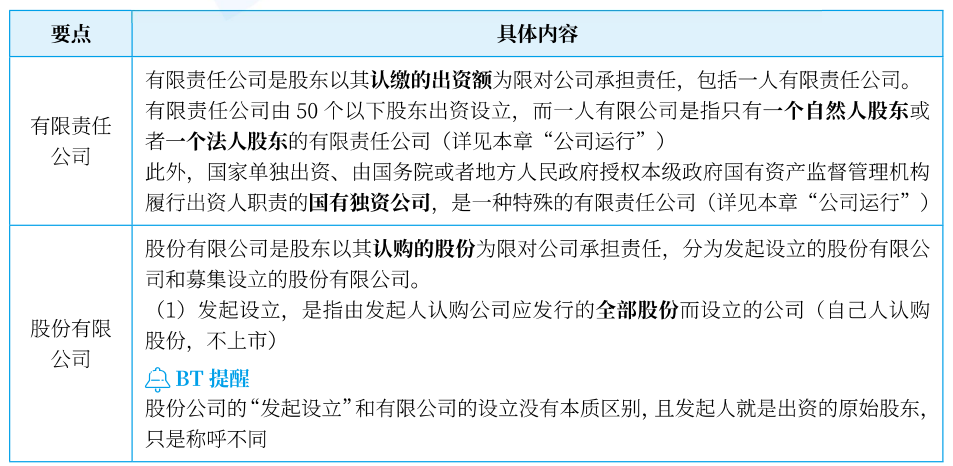 要点
具体内容
有限责任
公司
有限责任公司是股东以其认缴的出资额为限对公司承担责任，包括一人有限责任公司。
有限责任公司由 50 个以下股东出资设立，而一人有限公司是指只有一个自然人股东或
者一个法人股东的有限责任公司（详见本章“公司运行”）
此外，国家单独出资、由国务院或者地方人民政府授权本级政府国有资产监督管理机构
履行出资人职责的国有独资公司，是一种特殊的有限责任公司（详见本章“公司运行”）
股份有限
公司
股份有限公司是股东以其认购的股份为限对公司承担责任，分为发起设立的股份有限公
司和募集设立的股份有限公司。
（1）发起设立，是指由发起人认购公司应发行的全部股份而设立的公司（自己人认购
股份，不上市）
BT 提醒
股份公司的“发起设立”和有限公司的设立没有本质区别，且发起人就是出资的原始股东，
只是称呼不同